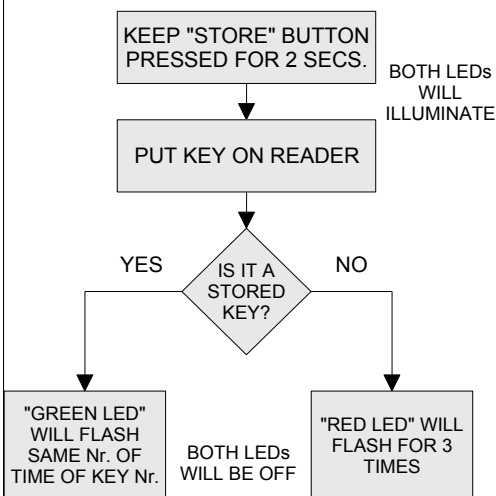 KEEP "STORE" BUTTON
PRESSED FOR 2 SECS.
BOTH LEDs
WILL
ILLUMINATE
PUT KEY ON READER
YES
IS IT A
STORED
KEY?
NO
"GREEN LED"
WILL FLASH
SAME Nr. OF
TIME OF KEY Nr.
BOTH LEDs
WILL BE OFF
"RED LED" WILL
FLASH FOR 3
TIMES